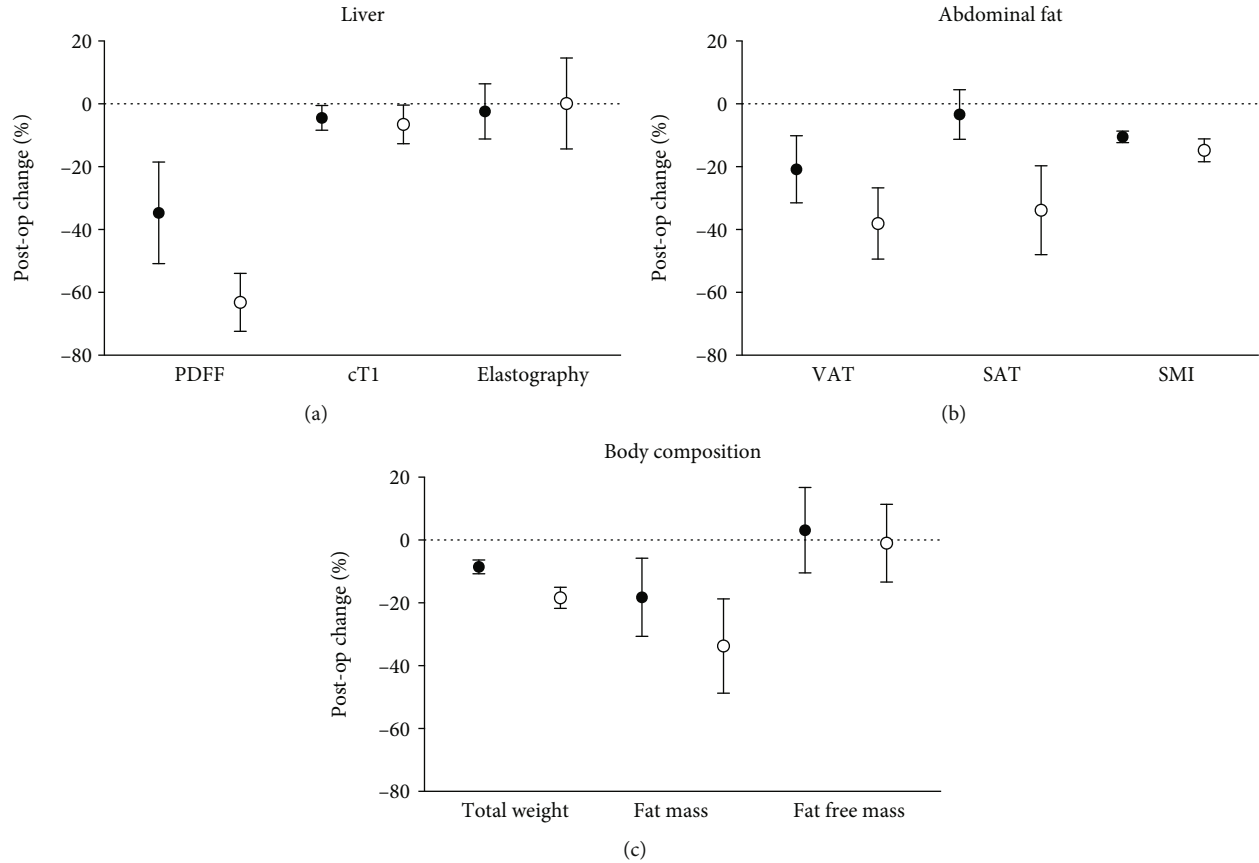 Liver
Post-op change (%)
20
0
–20
–40
–60
–80
PDFF cT1 Elastography
(a)
Abdominal fat
Post-op change (%)
20
0
–20
–40
–60
–80
VAT SAT SMI
(b)
Body composition
Post-op change (%)
20
0
–20
–40
–60
–80
Total weight Fat mass Fat free mass
(c)